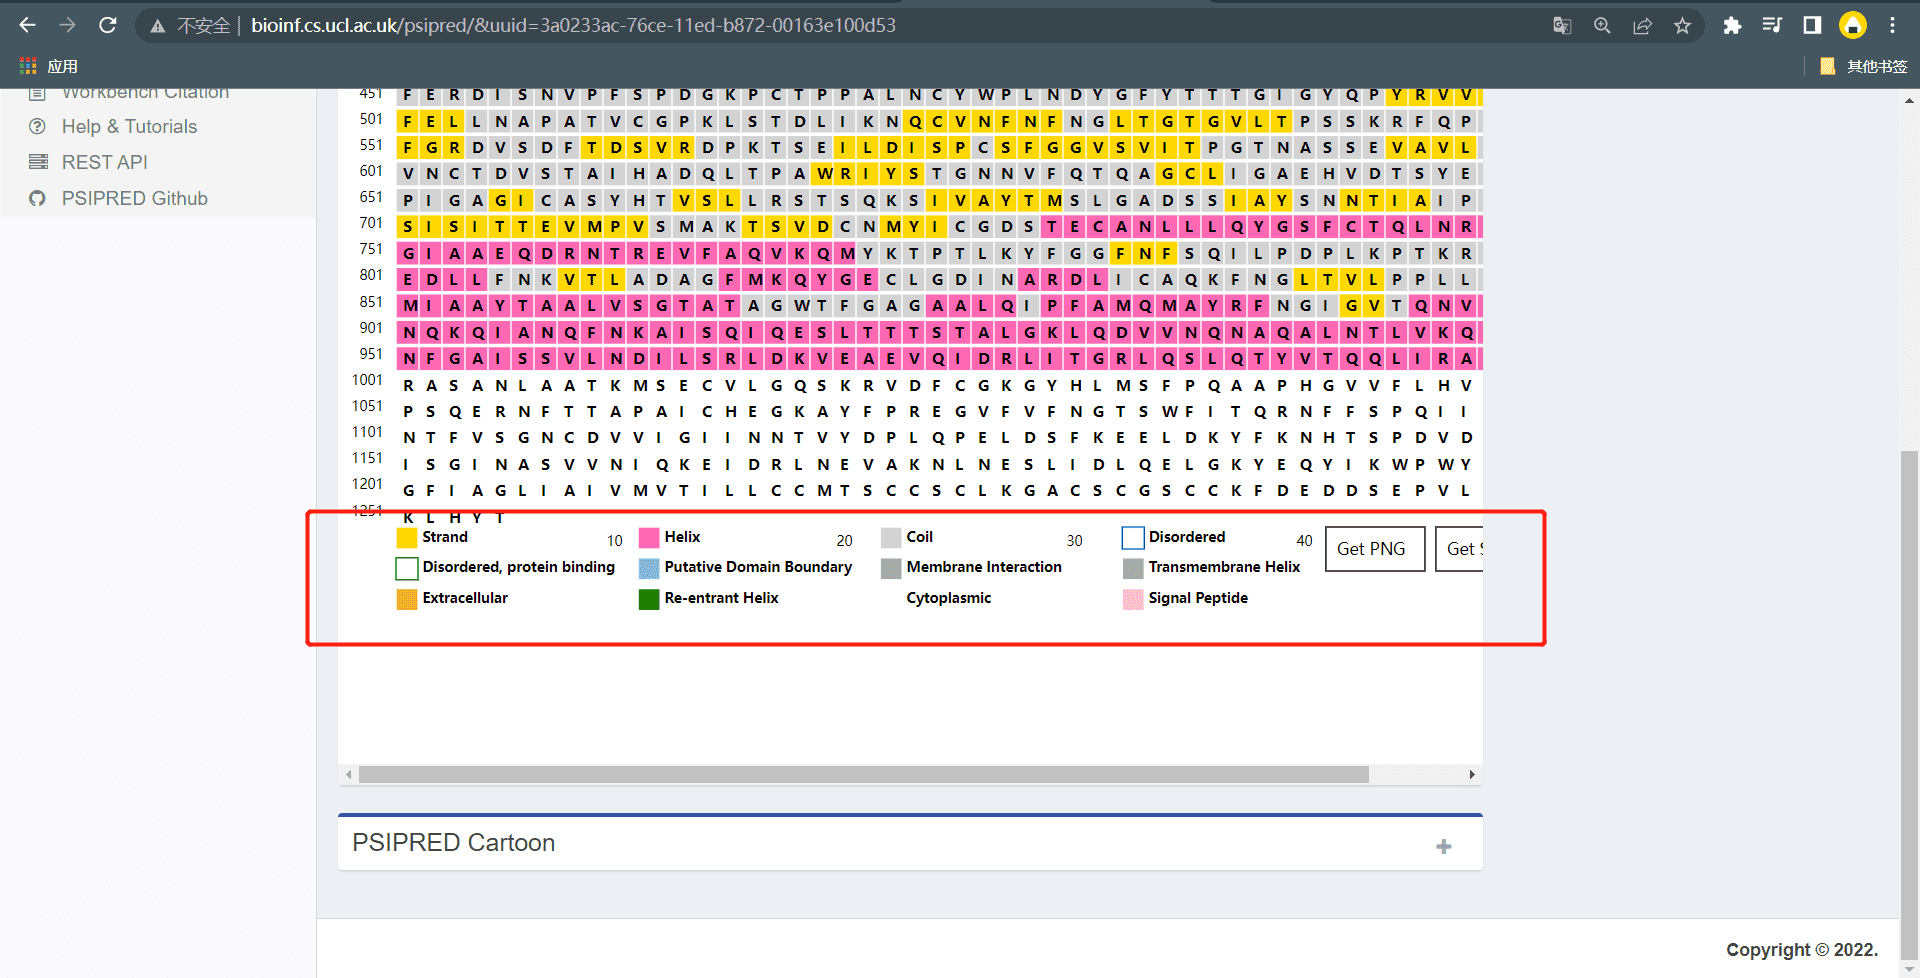 不安全 bioinf.cs.ucl.ac.uk/psipred/&uuid=3a0233ac-76ce-11ed-b872-00163e100d53
应用 其他书签
Workbench Citation
Help & Tutorials
REST API
PSIPRED Github
451 F E R D I S N V P F S P D G K P C T P P A L N C Y W P L N D Y G F Y T T T G I G Y Q P Y R V V
501 F E L L N A P A T V C G P K L S T D L I K N Q C V N F N F N G L T G T G V L T P S S K R F Q P
551 F G R D V S D F T D S V R D P K T S E I L D I S P C S F G G V S V I T P G T N A S S E V A V L
601 V N C T D V S T A I H A D Q L T P A W R I Y S T G N N V F Q T Q A G C L I G A E H V D T S Y E
651 P I G A G I C A S Y H T V S L L R S T S Q K S I V A Y T M S L G A D S S I A Y S N N T I A I P
701 S I S I T T E V M P V S M A K T S V D C N M Y I C G D S T E C A N L L L Q Y G S F C T Q L N R
751 G I A A E Q D R N T R E V F A Q V K Q M Y K T P T L K Y F G G F N F S Q I L P D P L K P T K R
801 E D L L F N K V T L A D A G F M K Q Y G E C L G D I N A R D L I C A Q K F N G L T V L P P L L
851 M I A A Y T A A L V S G T A T A G W T F G A G A A L Q I P F A M Q M A Y R F N G I G V T Q N V
901 N Q K Q I A N Q F N K A I S Q I Q E S L T T T S T A L G K L Q D V V N Q N A Q A L N T L V K Q
951 N F G A I S S V L N D I L S R L D K V E A E V Q I D R L I T G R L Q S L Q T Y V T Q Q L I R A
1001 R A S A N L A A T K M S E C V L G Q S K R V D F C G K G Y H L M S F P Q A A P H G V V F L H V
1051 P S Q E R N F T T A P A I C H E G K A Y F P R E G V F V F N G T S W F I T Q R N F F S P Q I I
1101 N T F V S G N C D V V I G I I N N T V Y D P L Q P E L D S F K E E L D K Y F K N H T S P D V D
1151 I S G I N A S V V N I Q K E I D R L N E V A K N L N E S L I D L Q E L G K Y E Q Y I K W P W Y
1201 G F I A G L I A I V M V T I L L C C M T S C C S C L K G A C S C G S C C K F D E D D S E P V L
1251 K L H Y T
Strand 10 Helix 20 Coil 30 Disordered 40 Get PNG Get S
Disordered, protein binding Putative Domain Boundary Membrane Interaction Transmembrane Helix
Extracellular Re-entrant Helix Cytoplasmic Signal Peptide
PSIPRED Cartoon
Copyright © 2022.